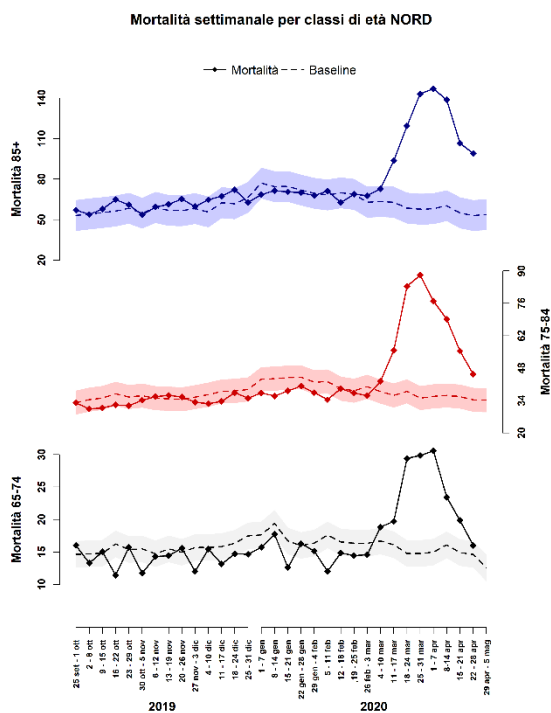 Mortalità settimanale per classi di età NORD
Mortalità
Baseline
Mortalità 85+
140
110
80
50
20
Mortalità 75-84
90
76
62
48
34
20
Mortalità 65-74
30
25
20
15
10
25 set - 1 ott
2 - 8 ott
9 - 15 ott
16 - 22 ott
23 - 29 ott
30 ott - 5 nov
6 - 12 nov
13 - 19 nov
20 - 26 nov
27 nov - 3 dic
4 - 10 dic
11 - 17 dic
18 - 24 dic
25 - 31 dic
1 - 7 gen
8 - 14 gen
15 - 21 gen
22 gen - 28 gen
29 gen - 4 feb
5 - 11 feb
12 - 18 feb
19 - 25 feb
26 feb - 3 mar
4 - 10 mar
11 - 17 mar
18 - 24 mar
25 - 31 mar
1 - 7 apr
8-14 apr
15 - 21 apr
22 - 28 apr
29 apr - 5 mag
2019
2020